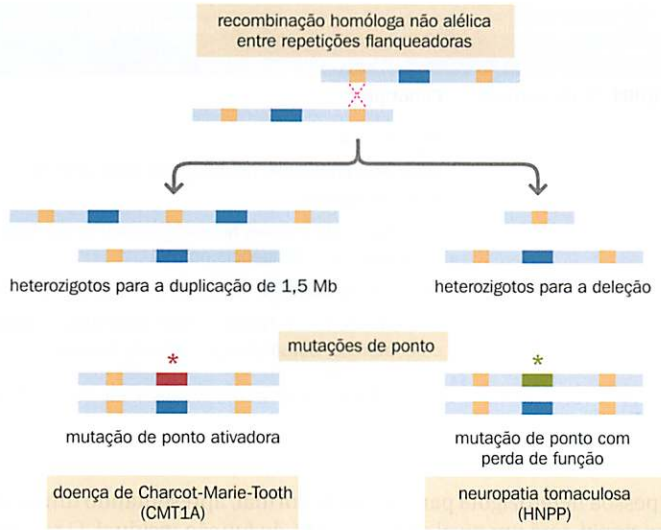 recombinação homóloga não alélica
entre repetições flanqueadoras
heterozigotos para a duplicação de 1,5 Mb
heterozigotos para a deleção
mutações de ponto
*
*
mutação de ponto ativadora
mutação de ponto com
perda de função
doença de Charcot-Marie-Tooth
(CMT1A)
neuropatia tomaculosa
(HNPP)